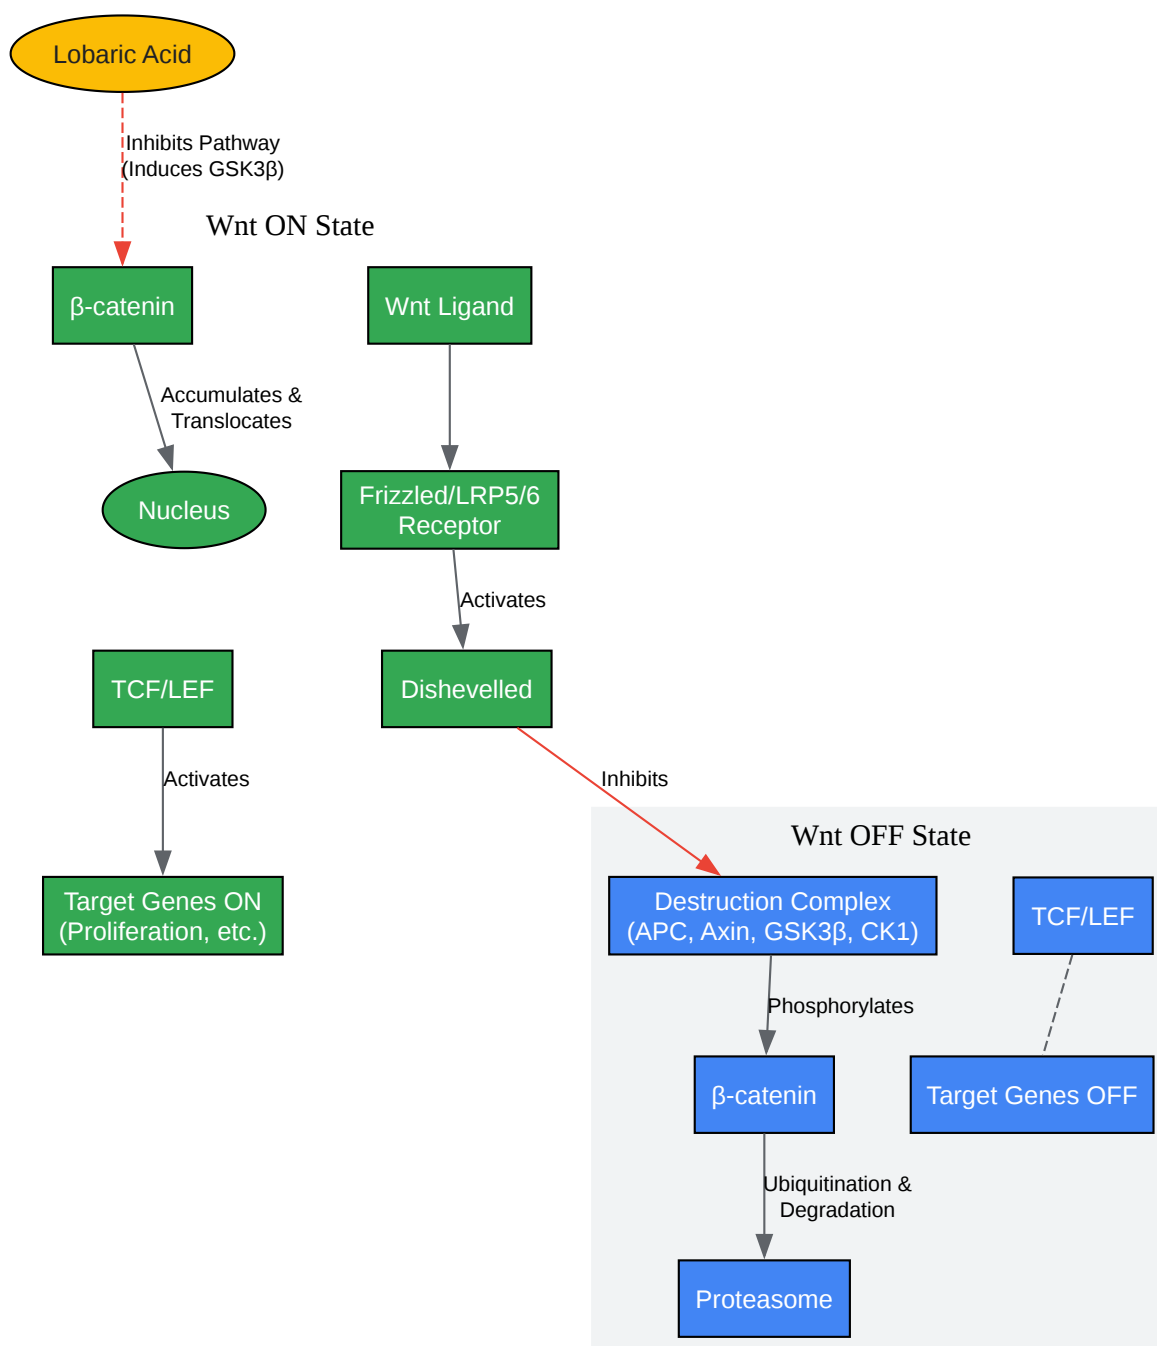 Lobaric Acid
Inhibits Pathway
(Induces GSK3β)
Wnt ON State
β-catenin
Wnt Ligand
Accumulates &
Translocates
Nucleus
Frizzled/LRP5/6
Receptor
Activates
TCF/LEF
Dishevelled
Activates
Inhibits
Target Genes ON
(Proliferation, etc.)
Wnt OFF State
Destruction Complex
(APC, Axin, GSK3β, CK1)
TCF/LEF
Phosphorylates
β-catenin
Target Genes OFF
Ubiquitination &
Degradation
Proteasome